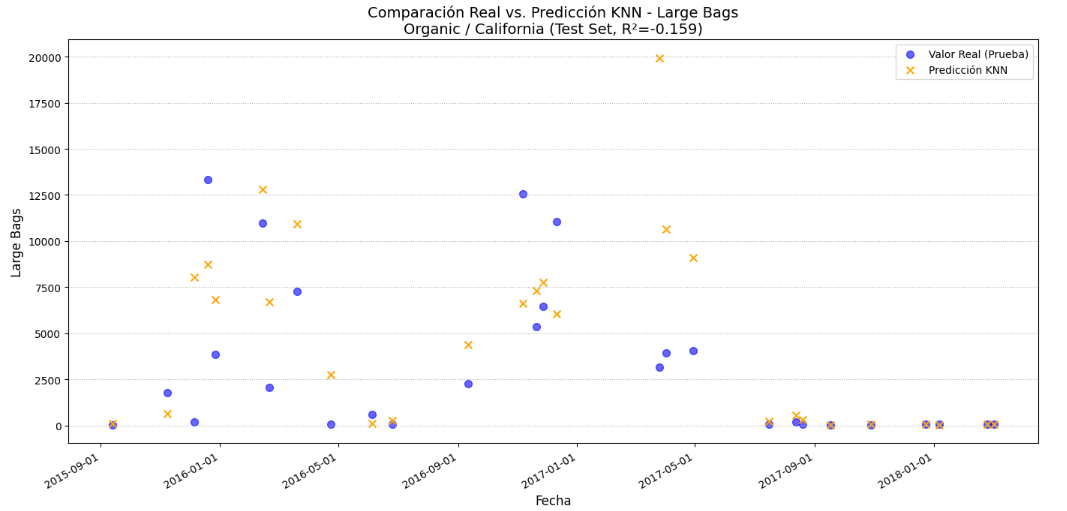 Comparación Real vs. Predicción KNN - Large Bags
Organic / California (Test Set, R²=-0.159)
Valor Real (Prueba)
Predicción KNN
Large Bags
20000
17500
15000
12500
10000
7500
5000
2500
0
2015-09-01
2016-01-01
2016-05-01
2016-09-01
2017-01-01
2017-05-01
2017-09-01
2018-01-01
Fecha